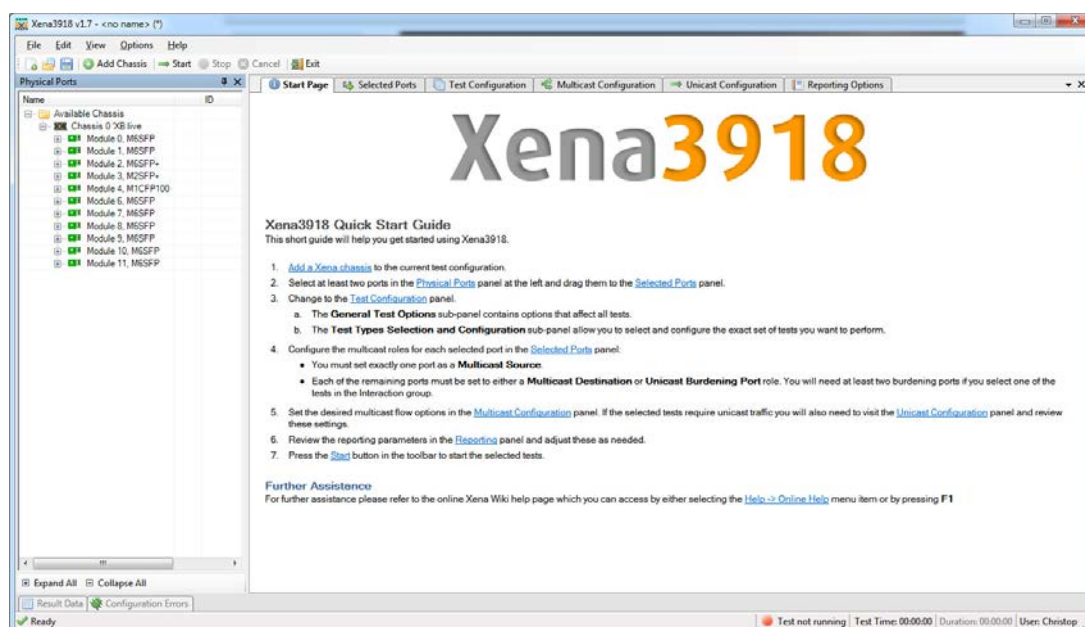 Xena3918 v1.7 - <no name> (*)
File Edit View Options Help
Add Chassis Start Stop Cancel Exit
Physical Ports
Start Page Selected Ports Test Configuration Multicast Configuration Unicast Configuration Reporting Options
Name ID
Available Chassis
Chassis 0 'XB live
Module 0, M6SFP
Module 1, M6SFP
Module 2, M6SFP+
Module 3, M2SFP+
Module 4, M1CFP100
Module 6, M6SFP
Module 7, M6SFP
Module 8, M6SFP
Module 9, M6SFP
Module 10, M6SFP
Module 11, M6SFP
Xena3918
Xena3918 Quick Start Guide
This short guide will help you get started using Xena3918.
1. Add a Xena chassis to the current test configuration.
2. Select at least two ports in the Physical Ports panel at the left and drag them to the Selected Ports panel.
3. Change to the Test Configuration panel.
a. The General Test Options sub-panel contains options that affect all tests.
b. The Test Types Selection and Configuration sub-panel allow you to select and configure the exact set of tests you want to perform.
4. Configure the multicast roles for each selected port in the Selected Ports panel:
• You must set exactly one port as a Multicast Source.
• Each of the remaining ports must be set to either a Multicast Destination or Unicast Burdening Port role. You will need at least two burdening ports if you select one of the
tests in the Interaction group.
5. Set the desired multicast flow options in the Multicast Configuration panel. If the selected tests require unicast traffic you will also need to visit the Unicast Configuration panel and review
these settings.
6. Review the reporting parameters in the Reporting panel and adjust these as needed.
7. Press the Start button in the toolbar to start the selected tests.
Further Assistance
For further assistance please refer to the online Xena Wiki help page which you can access by either selecting the Help -> Online Help menu item or by pressing F1
Expand All Collapse All
Result Data Configuration Errors
Ready Test not running Test Time: 00:00:00 Duration: 00:00:00 User: Christop